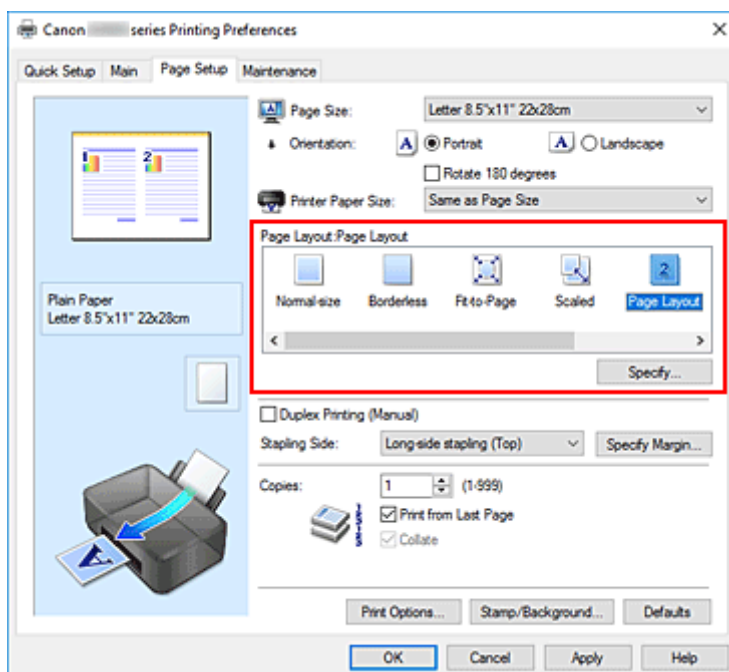 Canon series Printing Preferences
Quick Setup Main Page Setup Maintenance
1 2
Plain Paper
Letter 8.5"x11" 22x28cm
A
Page Size: Letter 8.5"x11" 22x28cm
Orientation: A Portrait A Landscape
Rotate 180 degrees
Printer Paper Size: Same as Page Size
Page Layout:Page Layout
2
Normal-size Borderless Fit-to-Page Scaled Page Layout
Specify...
Duplex Printing (Manual)
Stapling Side: Long-side stapling (Top) Specify Margin...
Copies: 1 (1-999)
Print from Last Page
Collate
Print Options... Stamp/Background... Defaults
OK Cancel Apply Help